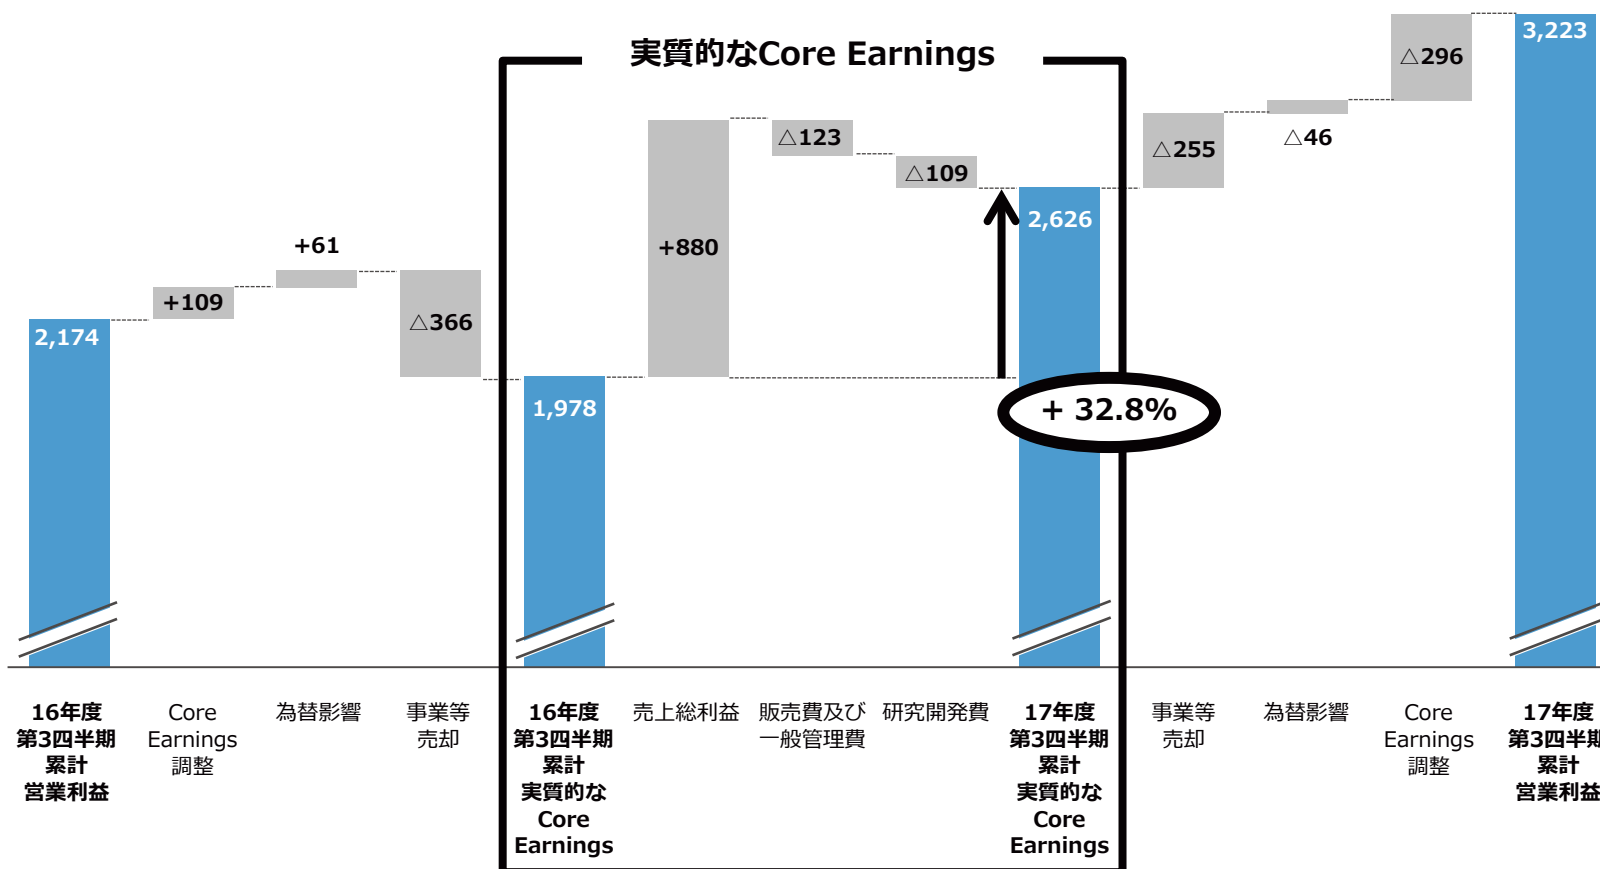 実質的なCore Earnings
2,174
+109
+61
△366
1,978
+880
△123
△109
2,626
+ 32.8%
△255
△46
△296
3,223
16年度
第3四半期
累計
営業利益
Core
Earnings
調整
為替影響
事業等
売却
16年度
第3四半期
累計
実質的な
Core
Earnings
売上総利益
販売費及び
一般管理費
研究開発費
17年度
第3四半期
累計
実質的な
Core
Earnings
事業等
売却
為替影響
Core
Earnings
調整
17年度
第3四半期
累計
営業利益